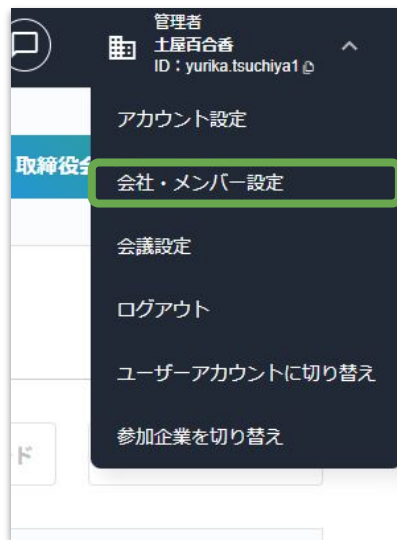 管理者
土屋百合香
ID：yurika.tsuchiya1
アカウント設定
取締役会
会社・メンバー設定
会議設定
ログアウト
ユーザーアカウントに切り替え
参加企業を切り替え
ド